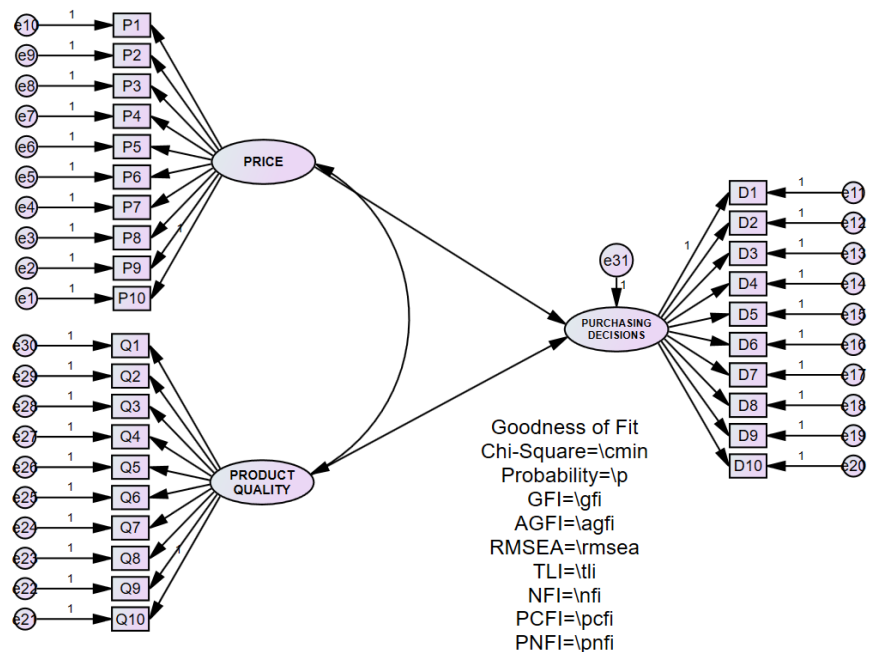 e10 1 P1
e9 1 P2
e8 1 P3
e7 1 P4
e6 1 P5
e5 1 P6
e4 1 P7
e3 1 P8
e2 1 P9
e1 1 P10
1
PRICE
e30 1 Q1
e29 1 Q2
e28 1 Q3
e27 1 Q4
e26 1 Q5
e25 1 Q6
e24 1 Q7
e23 1 Q8
e22 1 Q9
e21 1 Q10
1
PRODUCT
QUALITY
e31
1
PURCHASING
DECISIONS
1
D1 1 e11
D2 1 e12
D3 1 e13
D4 1 e14
D5 1 e15
D6 1 e16
D7 1 e17
D8 1 e18
D9 1 e19
D10 1 e20
Goodness of Fit
Chi-Square=\cmin
Probability=\p
GFI=\gfi
AGFI=\agfi
RMSEA=\rmsea
TLI=\tli
NFI=\nfi
PCFI=\pcfi
PNFI=\pnfi